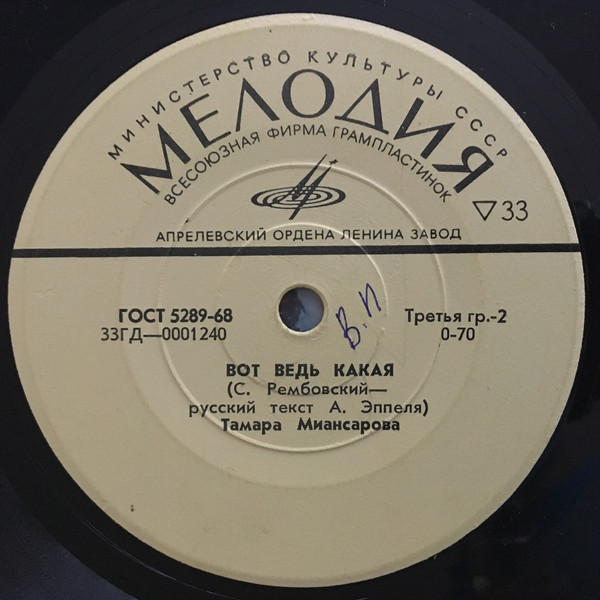 МИНИСТЕРСТВО КУЛЬТУРЫ СССР
МЕЛОДИЯ
ВСЕСОЮЗНАЯ ФИРМА ГРАМПЛАСТИНОК
▽33
АПРЕЛЕВСКИЙ ОРДЕНА ЛЕНИНА ЗАВОД
ГОСТ 5289-68
Третья гр.-2
33ГД—0001240
0-70
В.П
ВОТ ВЕДЬ КАКАЯ
(С. Рембовский—
русский текст А. Эппеля)
Тамара Миансарова